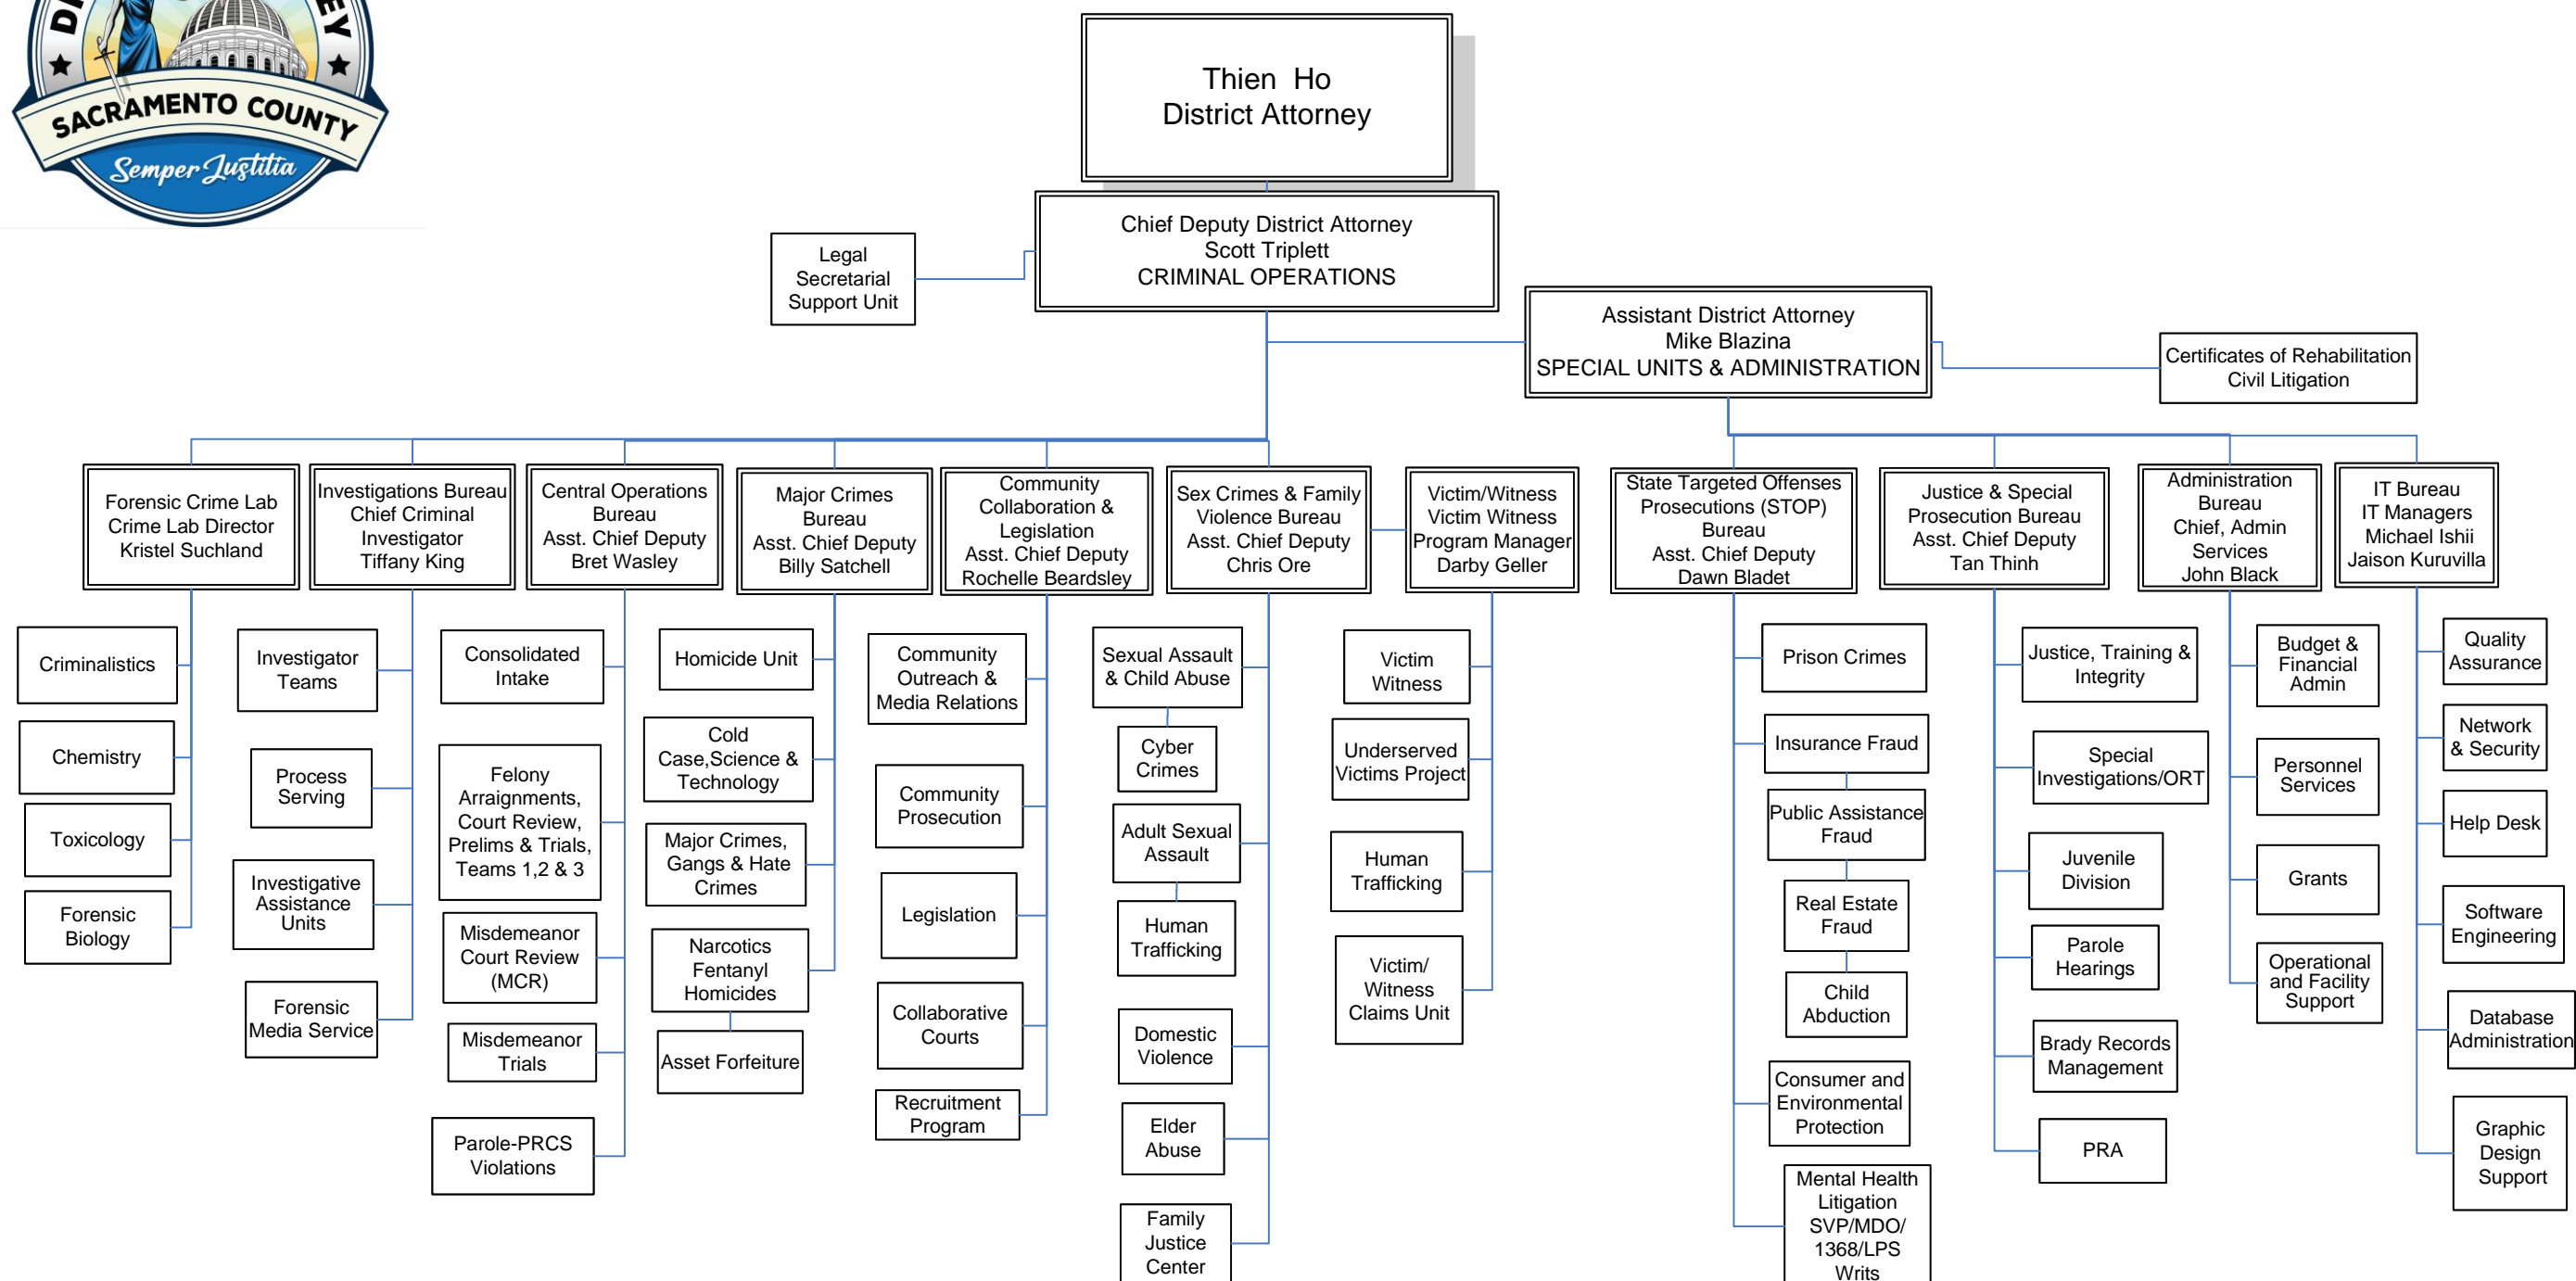 SACRAMENTO COUNTY
Semper Justitia
Thien Ho
District Attorney
Chief Deputy District Attorney
Scott Triplett
CRIMINAL OPERATIONS
Legal
Secretarial
Support Unit
Assistant District Attorney
Mike Blazina
SPECIAL UNITS & ADMINISTRATION
Certificates of Rehabilitation
Civil Litigation
Forensic Crime Lab
Crime Lab Director
Kristel Suchland
Investigations Bureau
Chief Criminal
Investigator
Tiffany King
Central Operations
Bureau
Asst. Chief Deputy
Bret Wasley
Major Crimes
Bureau
Asst. Chief Deputy
Billy Satchell
Community
Collaboration &
Legislation
Asst. Chief Deputy
Rochelle Beardsley
Sex Crimes & Family
Violence Bureau
Asst. Chief Deputy
Chris Ore
Victim/Witness
Victim Witness
Program Manager
Darby Geller
State Targeted Offenses
Prosecutions (STOP)
Bureau
Asst. Chief Deputy
Dawn Bladet
Justice & Special
Prosecution Bureau
Asst. Chief Deputy
Tan Thinh
Administration
Bureau
Chief, Admin
Services
John Black
IT Bureau
IT Managers
Michael Ishii
Jaison Kuruvilla
Criminalistics
Chemistry
Toxicology
Forensic
Biology
Investigator
Teams
Process
Serving
Investigative
Assistance
Units
Forensic
Media Service
Consolidated
Intake
Felony
Arraignments,
Court Review,
Prelims & Trials,
Teams 1,2 & 3
Misdemeanor
Court Review
(MCR)
Misdemeanor
Trials
Parole-PRCS
Violations
Homicide Unit
Cold
Case,Science &
Technology
Major Crimes,
Gangs & Hate
Crimes
Narcotics
Fentanyl
Homicides
Asset Forfeiture
Community
Outreach &
Media Relations
Community
Prosecution
Legislation
Collaborative
Courts
Recruitment
Program
Sexual Assault
& Child Abuse
Cyber
Crimes
Adult Sexual
Assault
Human
Trafficking
Domestic
Violence
Elder
Abuse
Family
Justice
Center
Victim
Witness
Underserved
Victims Project
Human
Trafficking
Victim/
Witness
Claims Unit
Prison Crimes
Insurance Fraud
Public Assistance
Fraud
Real Estate
Fraud
Child
Abduction
Consumer and
Environmental
Protection
Mental Health
Litigation
SVP/MDO/
1368/LPS
Writs
Justice, Training &
Integrity
Special
Investigations/ORT
Juvenile
Division
Parole
Hearings
Brady Records
Management
PRA
Budget &
Financial
Admin
Personnel
Services
Grants
Operational
and Facility
Support
Quality
Assurance
Network
& Security
Help Desk
Software
Engineering
Database
Administration
Graphic
Design
Support